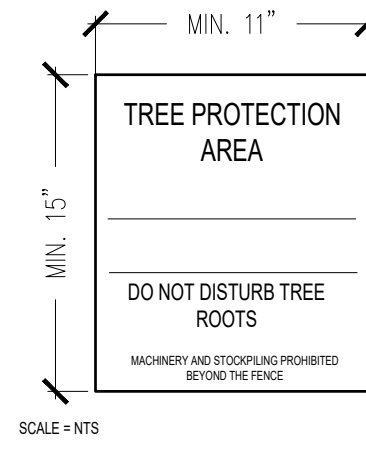 MIN. 11”
TREE PROTECTION
AREA
MIN. 15”
DO NOT DISTURB TREE
ROOTS
MACHINERY AND STOCKPILING PROHIBITED
BEYOND THE FENCE
SCALE = NTS